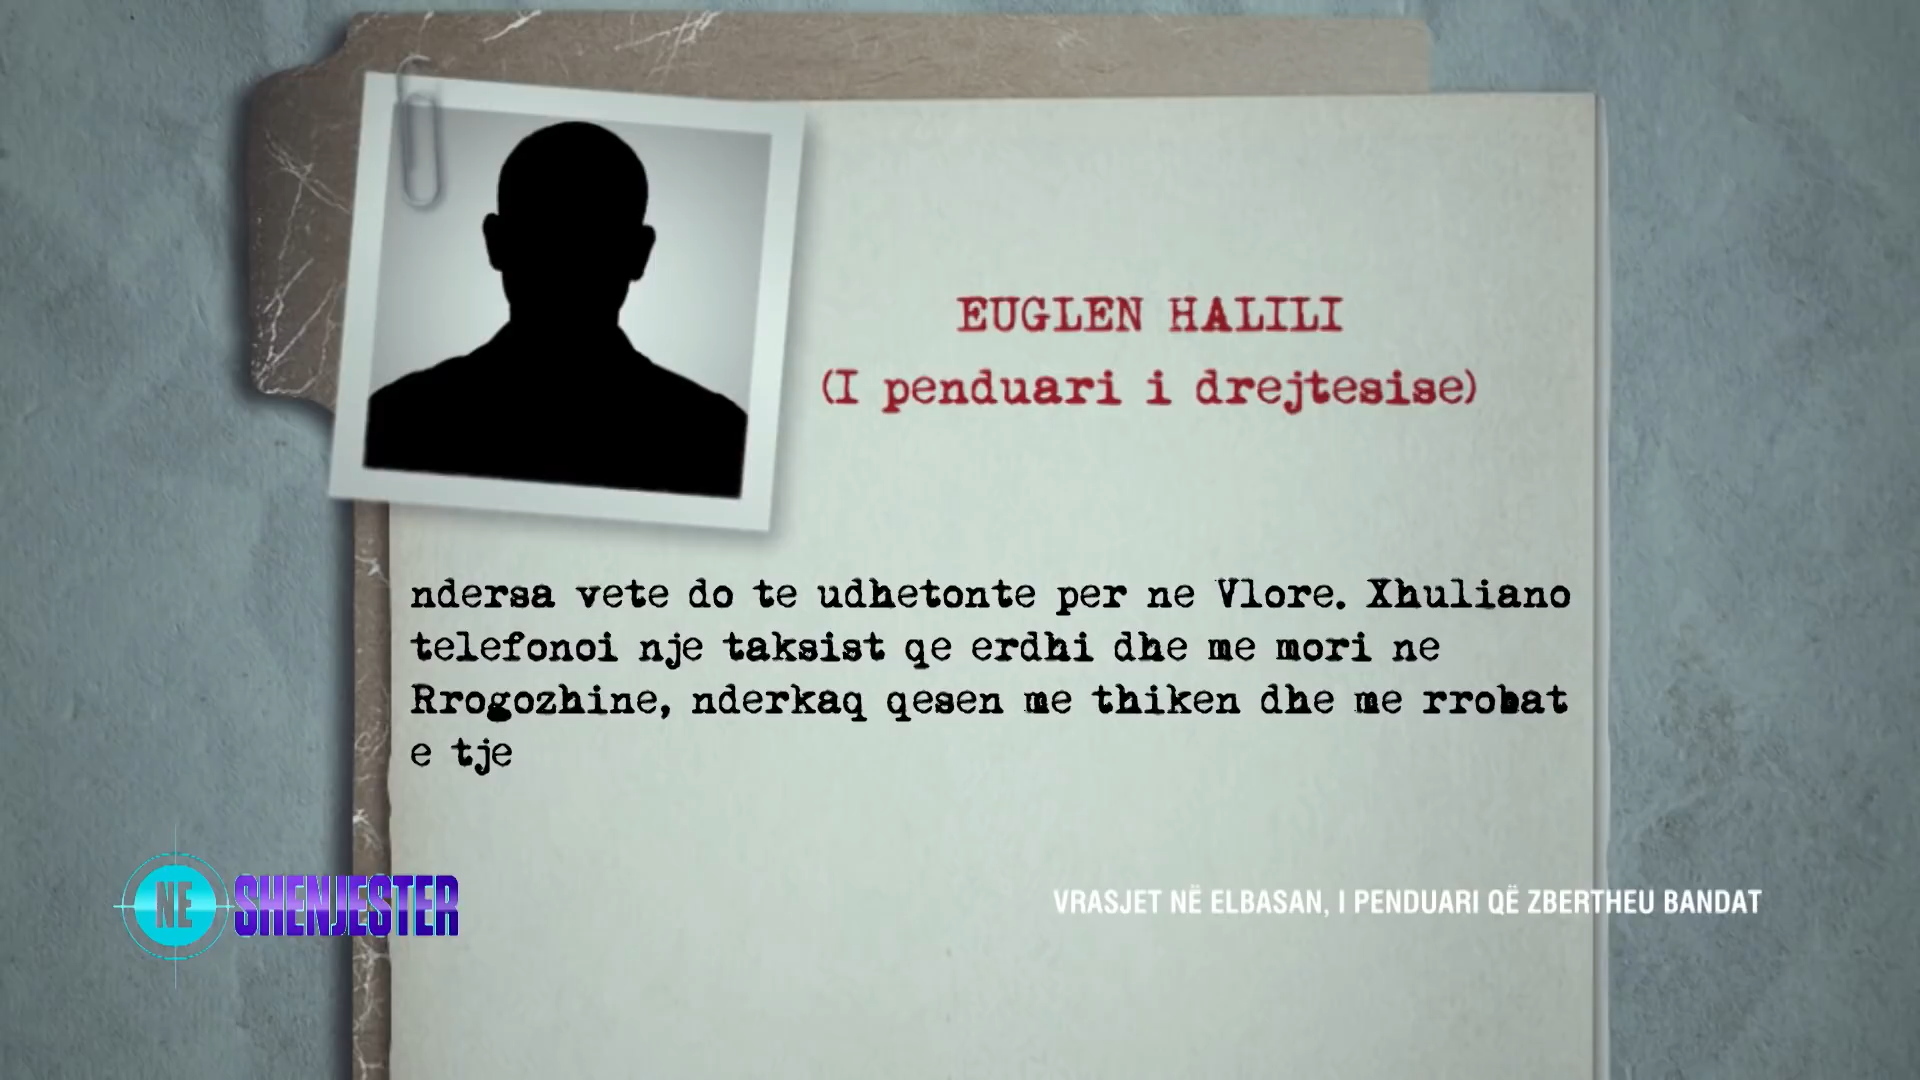 EUGLEN HALILI
(I penduari i drejtesise)
ndersa vete do te udhetonte per ne Vlore. Xhuliano
telefonoi nje taksist qe erdhi dhe me mori ne
Rrogozhine, nderkaq qesen me thiken dhe me rrobat
e tje
NE SHENJESTER
VRASJET NË ELBASAN, I PENDUARI QË ZBERTHEU BANDAT